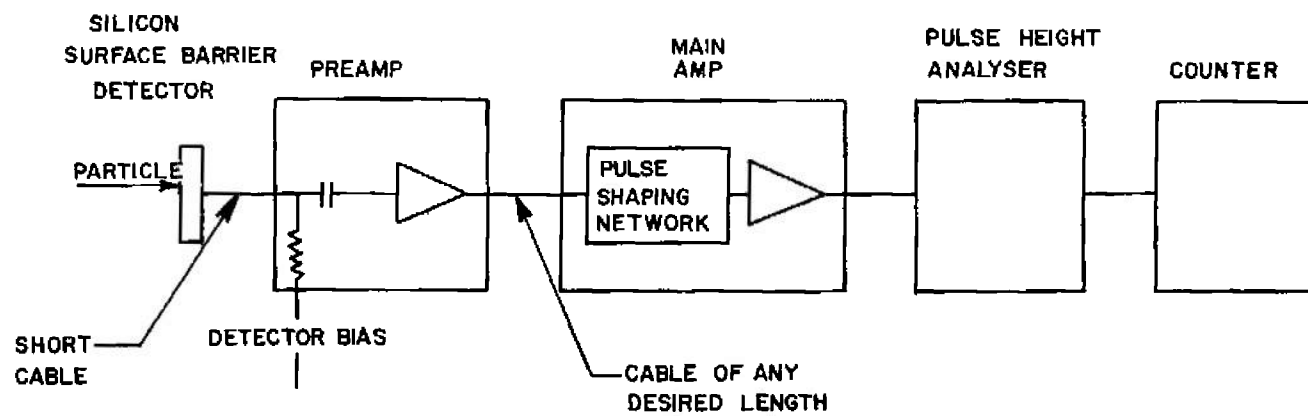 SILICON
SURFACE BARRIER
DETECTOR
PREAMP
MAIN
AMP
PULSE HEIGHT
ANALYSER
COUNTER
PARTICLE
PULSE
SHAPING
NETWORK
SHORT
CABLE
DETECTOR BIAS
CABLE OF ANY
DESIRED LENGTH